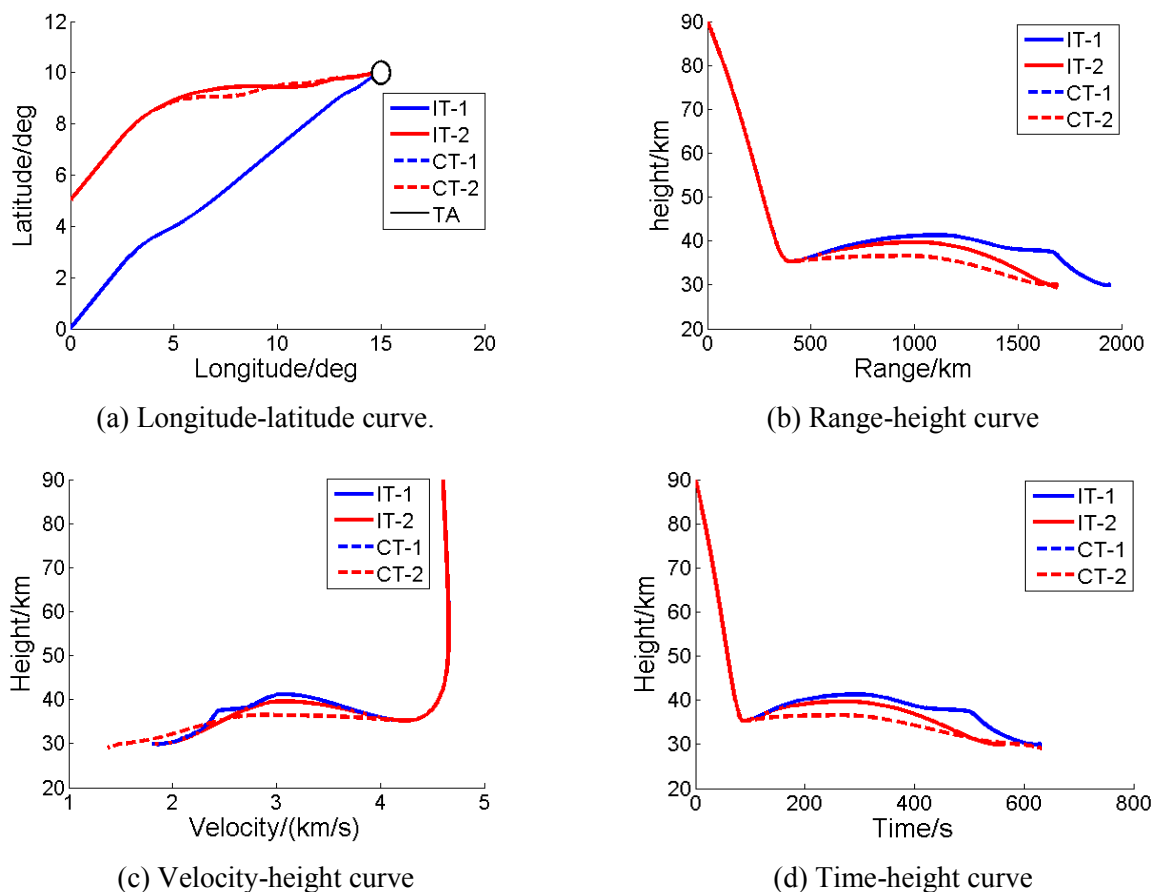 12
10
8
6
4
2
0
Latitude/deg
0 5 10 15 20
Longitude/deg
IT-1
IT-2
CT-1
CT-2
TA
(a) Longitude-latitude curve.
90
80
70
60
50
40
30
20
height/km
0 500 1000 1500 2000
Range/km
IT-1
IT-2
CT-1
CT-2
(b) Range-height curve
90
80
70
60
50
40
30
20
Height/km
1 2 3 4 5
Velocity/(km/s)
IT-1
IT-2
CT-1
CT-2
(c) Velocity-height curve
90
80
70
60
50
40
30
20
Height/km
0 200 400 600 800
Time/s
IT-1
IT-2
CT-1
CT-2
(d) Time-height curve